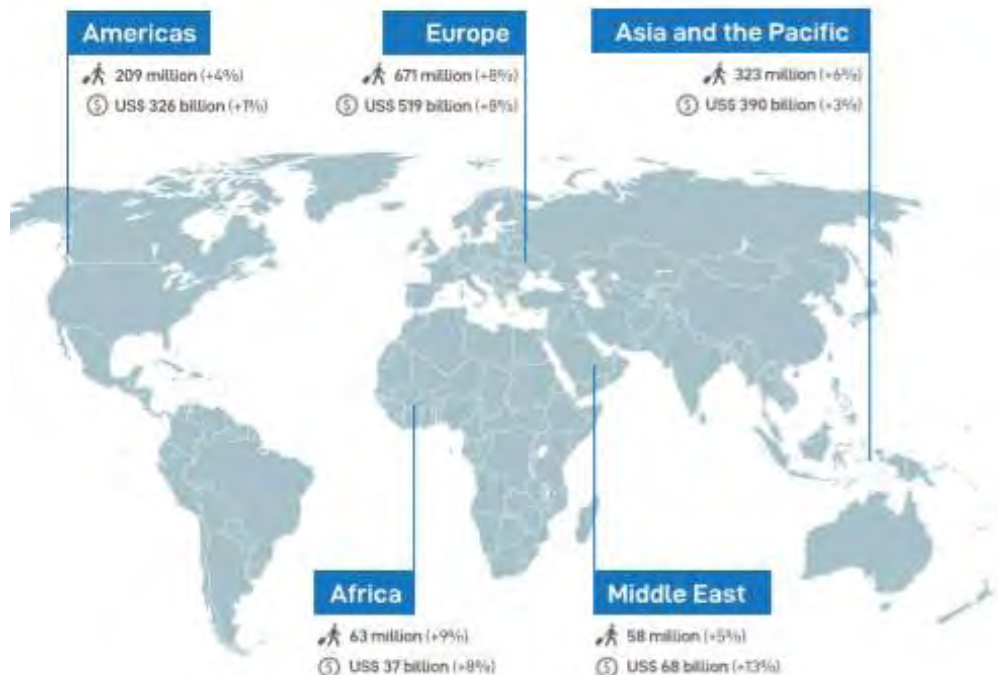 Americas
209 million (+4%)
US$ 326 billion (+1%)
Europe
671 million (+8%)
US$ 519 billion (+8%)
Asia and the Pacific
323 million (+6%)
US$ 390 billion (+3%)
Africa
63 million (+9%)
US$ 37 billion (+8%)
Middle East
58 million (+5%)
US$ 68 billion (+13%)